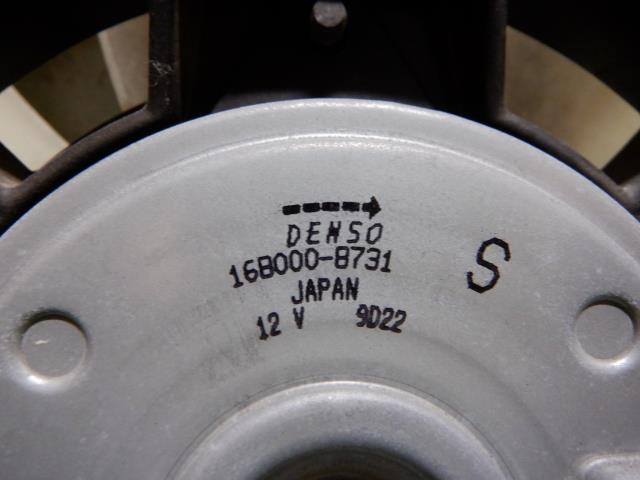 DENSO
168000-8731
JAPAN
12 V 9D22
S